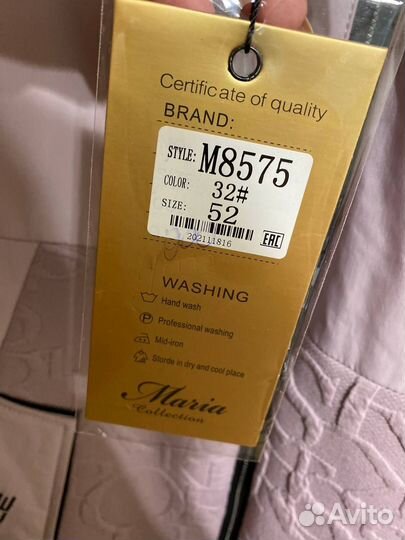 Certificate of quality
BRAND:
STYLE: M8575
COLOR: 32#
SIZE: 52
202111816
EAC
WASHING
Hand wash
P Professional washing
Mid-iron
Sturde in dry and cool place
Maria
Collection
Avito